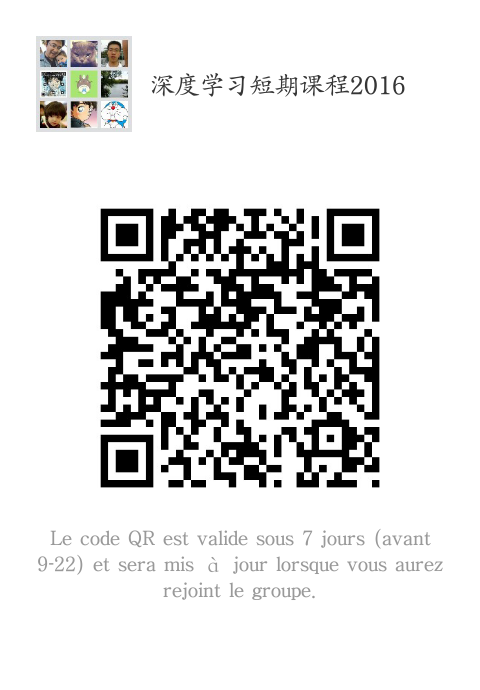 深度学习短期课程2016
Le code QR est valide sous 7 jours (avant
9-22) et sera mis à jour lorsque vous aurez
rejoint le groupe.